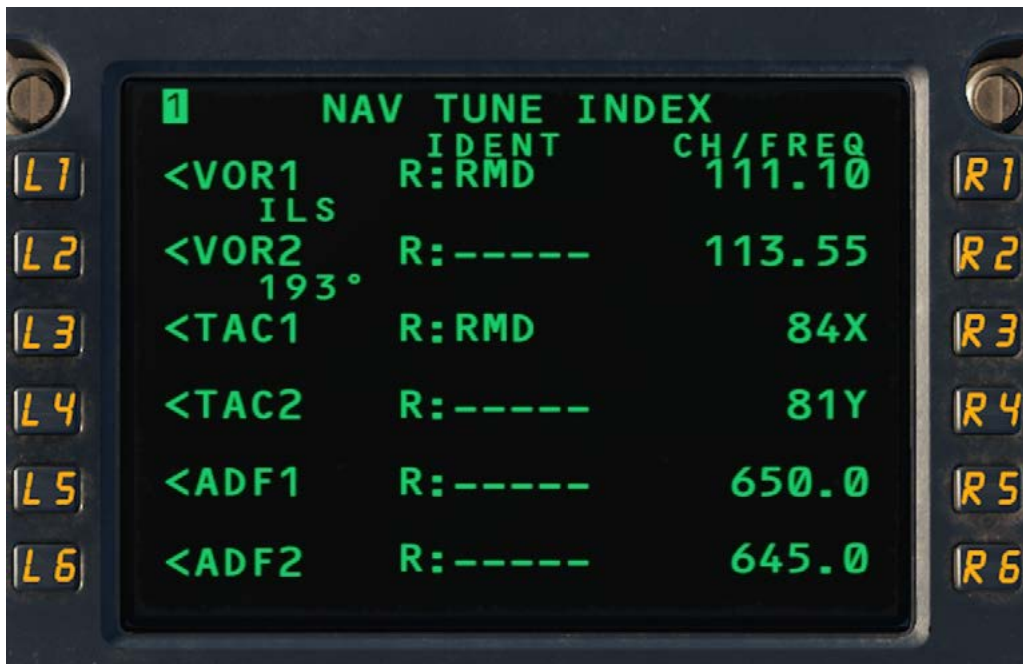 1 NAV TUNE INDEX
IDENT CH/FREQ
L1 <VOR1 R:RMD 111.10 R1
ILS
L2 <VOR2 R:----- 113.55 R2
193°
L3 <TAC1 R:RMD 84X R3
L4 <TAC2 R:----- 81Y R4
L5 <ADF1 R:----- 650.0 R5
L6 <ADF2 R:----- 645.0 R6